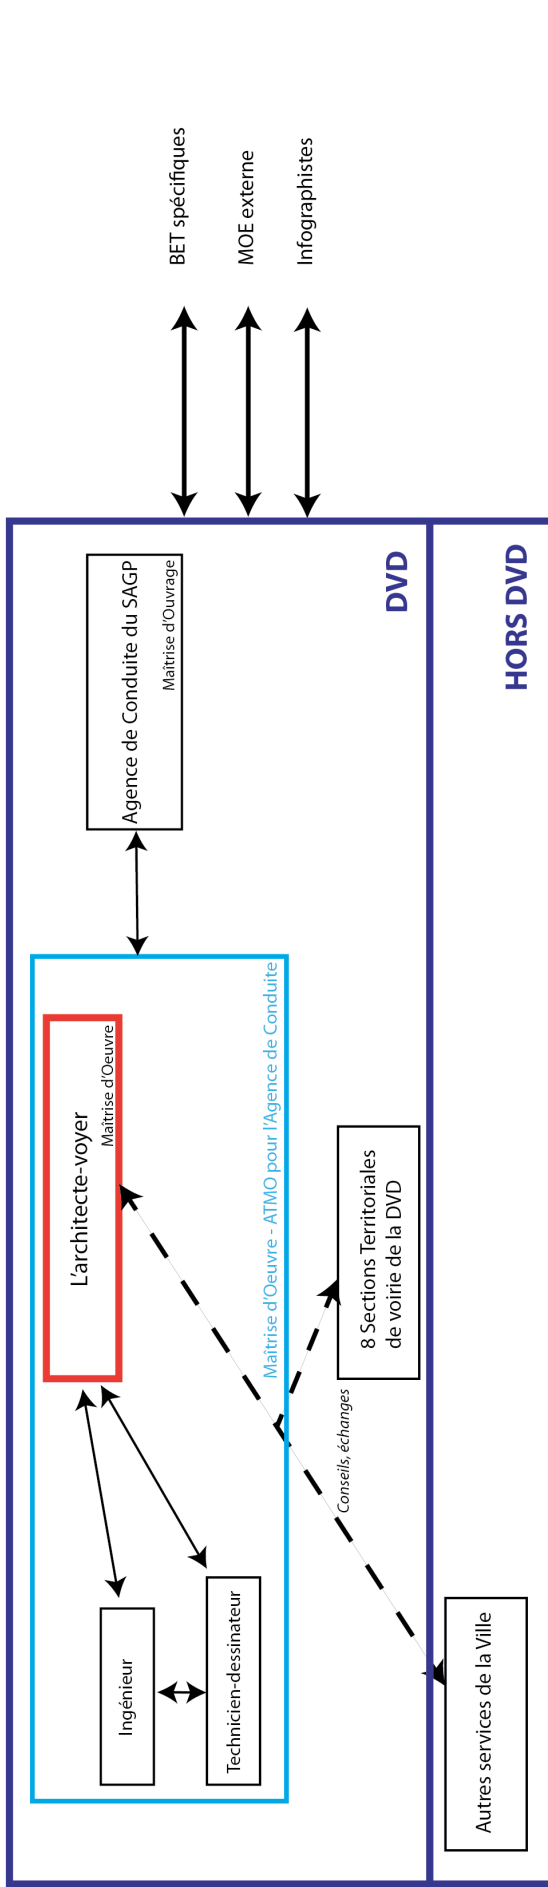 L'architecte-voyer
Maîtrise d'Oeuvre
Ingénieur
Technicien-dessinateur
Maîtrise d'Oeuvre - ATMO pour l'Agence de Conduite
Agence de Conduite du SAGP
Maîtrise d'Ouvrage
BET spécifiques
MOE externe
Infographistes
Conseils, échanges
8 Sections Territoriales
de voirie de la DVD
DVD
Autres services de la Ville
HORS DVD